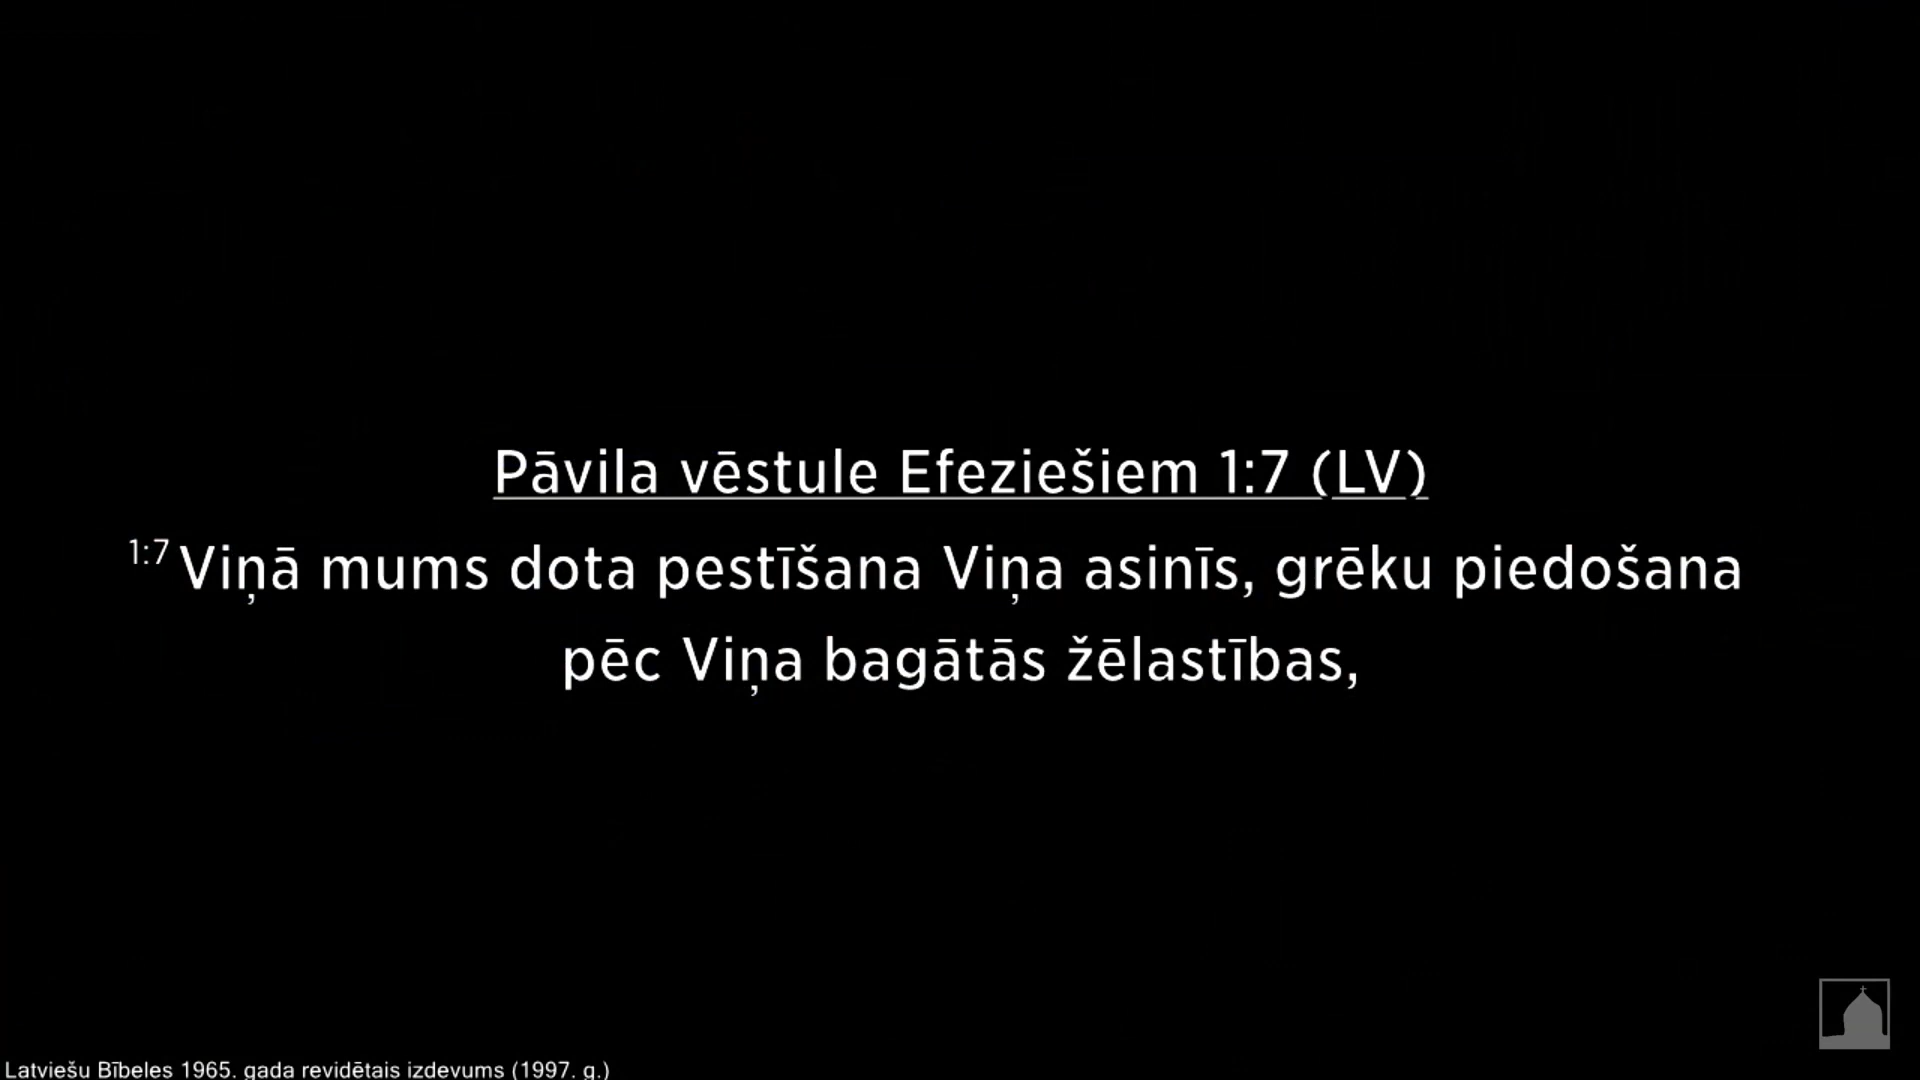 Pāvila vēstule Efeziešiem 1:7 (LV)
1:7 Viņā mums dota pestīšana Viņa asinīs, grēku piedošana
pēc Viņa bagātās žēlastības,
Latviešu Bībeles 1965. gada revidētais izdevums (1997. g.)